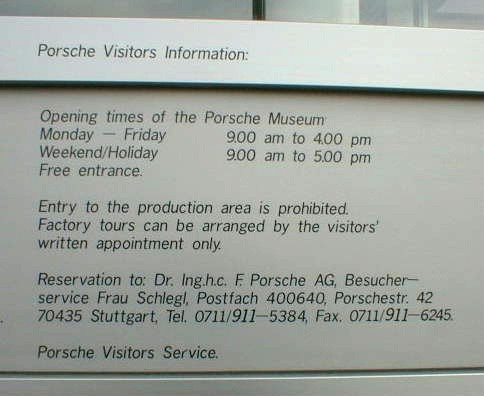 Porsche Visitors Information:
Opening times of the Porsche Museum
Monday — Friday 9.00 am to 4.00 pm
Weekend/Holiday 9.00 am to 5.00 pm
Free entrance.
Entry to the production area is prohibited.
Factory tours can be arranged by the visitors'
written appointment only.
Reservation to: Dr. Ing.h.c. F. Porsche AG, Besucher—
service Frau Schlegl, Postfach 400640, Porschestr. 42
70435 Stuttgart, Tel. 0711/911—5384, Fax. 0711/911—6245.
Porsche Visitors Service.